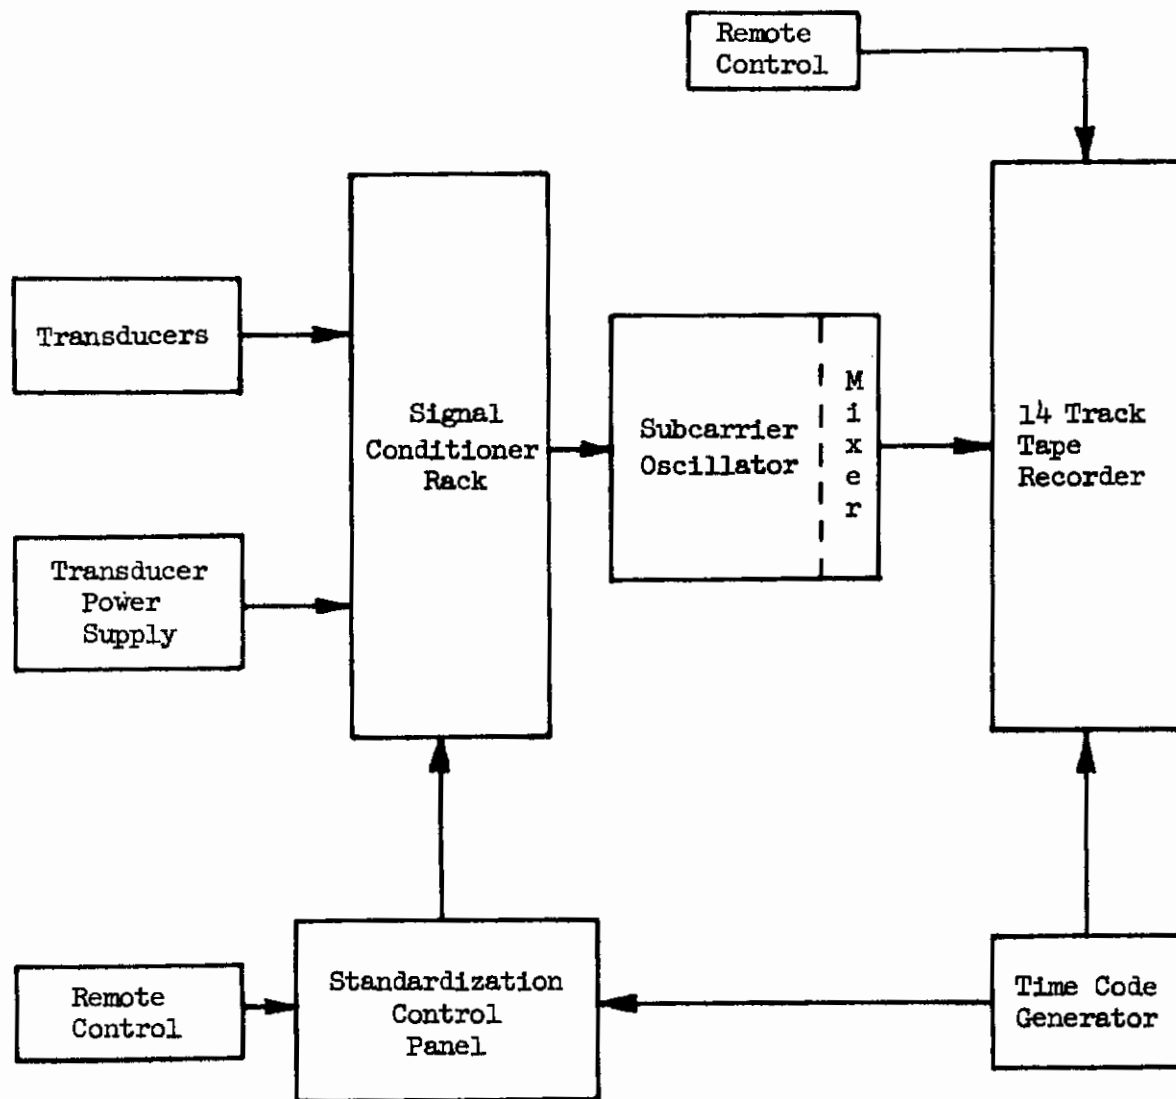 Remote
Control
Transducers
Signal
Conditioner
Rack
Subcarrier
Oscillator
Mixer
14 Track
Tape
Recorder
Transducer
Power
Supply
Remote
Control
Standardization
Control
Panel
Time Code
Generator